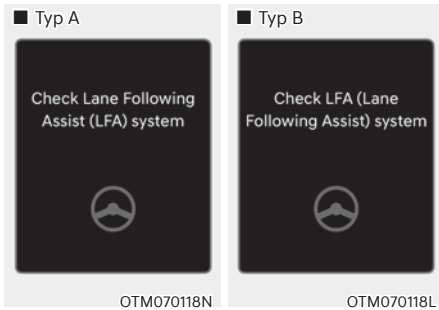 ■ Typ A
Check Lane Following
Assist (LFA) system
OTM070118N
■ Typ B
Check LFA (Lane
Following Assist) system
OTM070118L